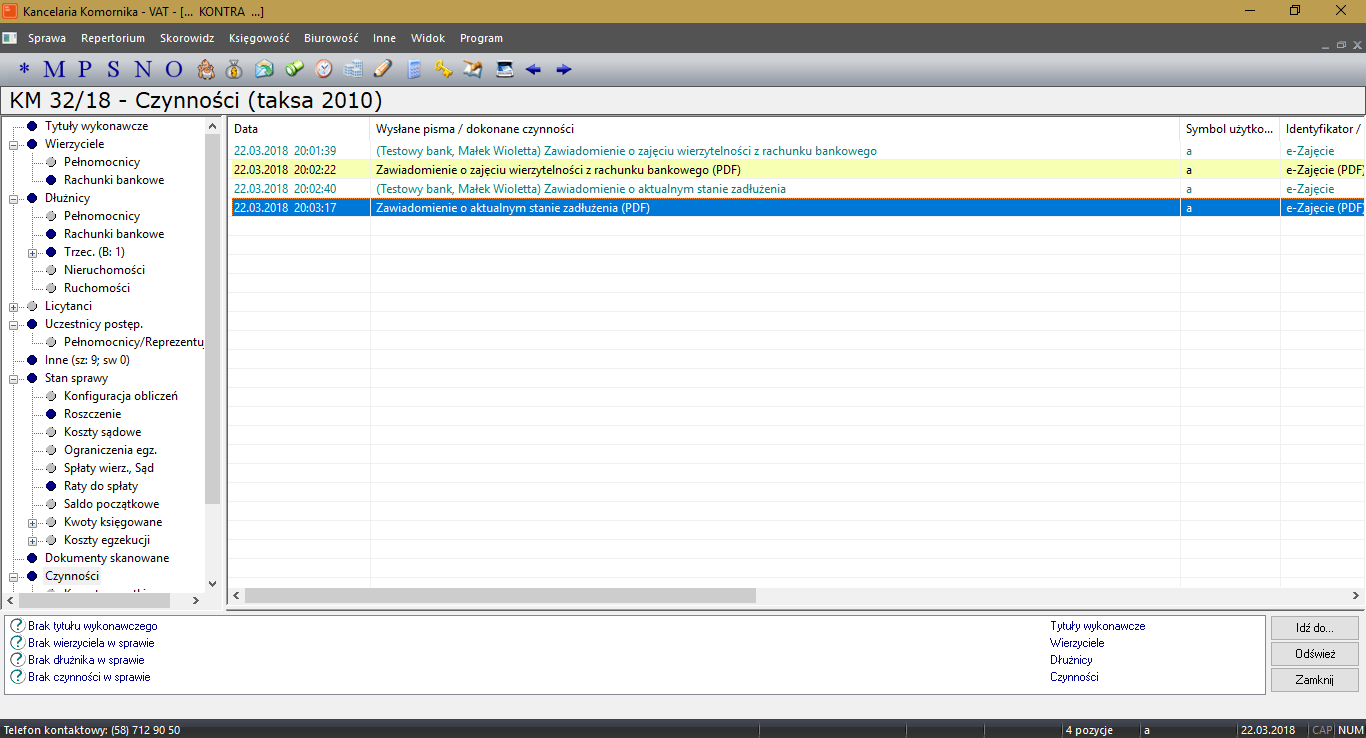 Kancelaria Komornika - VAT - [... KONTRA ...]
Sprawa Repertorium Skorowidz Księgowość Biurowość Inne Widok Program
* M P S N O
KM 32/18 - Czynności (taksa 2010)
Tytuły wykonawcze
Wierzyciele
Pełnomocnicy
Rachunki bankowe
Dłużnicy
Pełnomocnicy
Rachunki bankowe
Trzec. (B: 1)
Nieruchomości
Ruchomości
Licytanci
Uczestnicy postęp.
Pełnomocnicy/Reprezentuj
Inne (sz: 9; sw 0)
Stan sprawy
Konfiguracja obliczeń
Roszczenie
Koszty sądowe
Ograniczenia egz.
Spłaty wierz., Sąd
Raty do spłaty
Saldo początkowe
Kwoty księgowane
Koszty egzekucji
Dokumenty skanowane
Czynności
Data Wysłane pisma / dokonane czynności Symbol użytko... Identyfikator /
22.03.2018 20:01:39 (Testowy bank, Małek Wioletta) Zawiadomienie o zajęciu wierzytelności z rachunku bankowego a e-Zajęcie
22.03.2018 20:02:22 Zawiadomienie o zajęciu wierzytelności z rachunku bankowego (PDF) a e-Zajęcie (PDF)
22.03.2018 20:02:40 (Testowy bank, Małek Wioletta) Zawiadomienie o aktualnym stanie zadłużenia a e-Zajęcie
22.03.2018 20:03:17 Zawiadomienie o aktualnym stanie zadłużenia (PDF) a e-Zajęcie (PDF)
Brak tytułu wykonawczego Tytuły wykonawcze
Brak wierzyciela w sprawie Wierzyciele
Brak dłużnika w sprawie Dłużnicy
Brak czynności w sprawie Czynności
Idź do...
Odśwież
Zamknij
Telefon kontaktowy: (58) 712 90 50 4 pozycje a 22.03.2018 CAP NUM